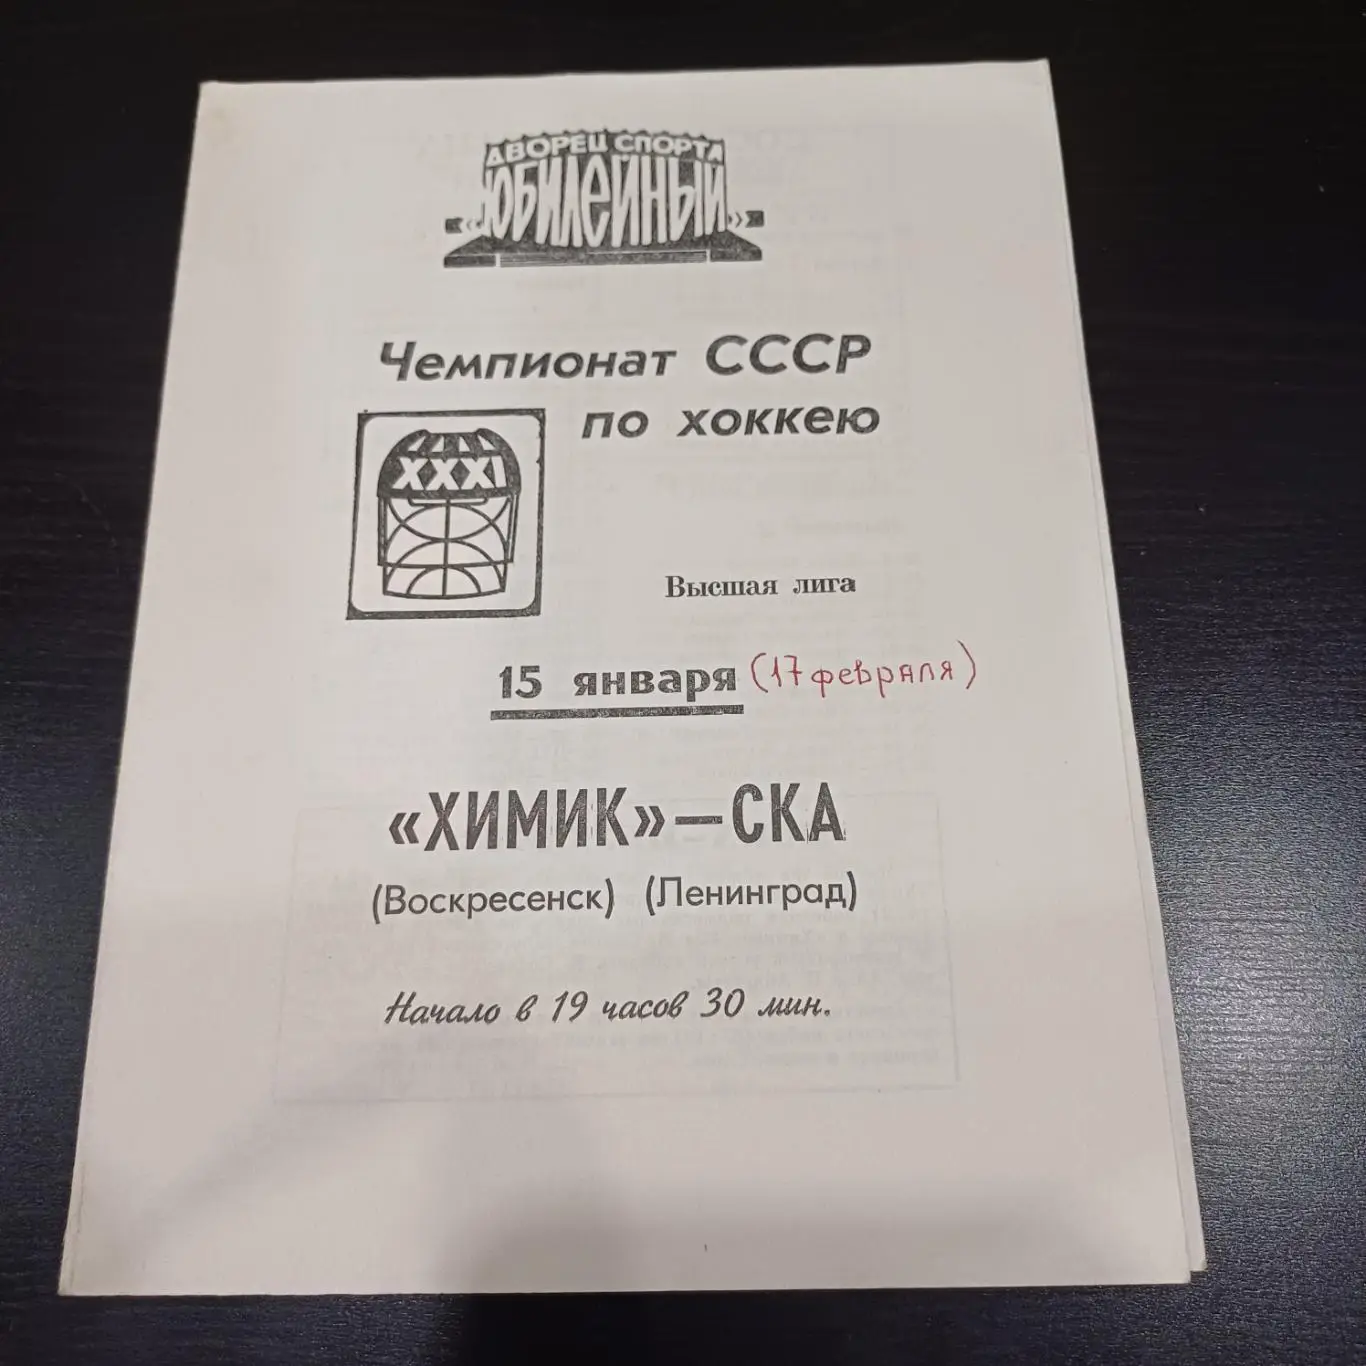 ДВОРЕЦ СПОРТА
«ЮБИЛЕЙНЫЙ»
Чемпионат СССР
по хоккею
XXXI
Высшая лига
15 января (17 февраля)
«ХИМИК» — СКА
(Воскресенск) (Ленинград)
Начало в 19 часов 30 мин.